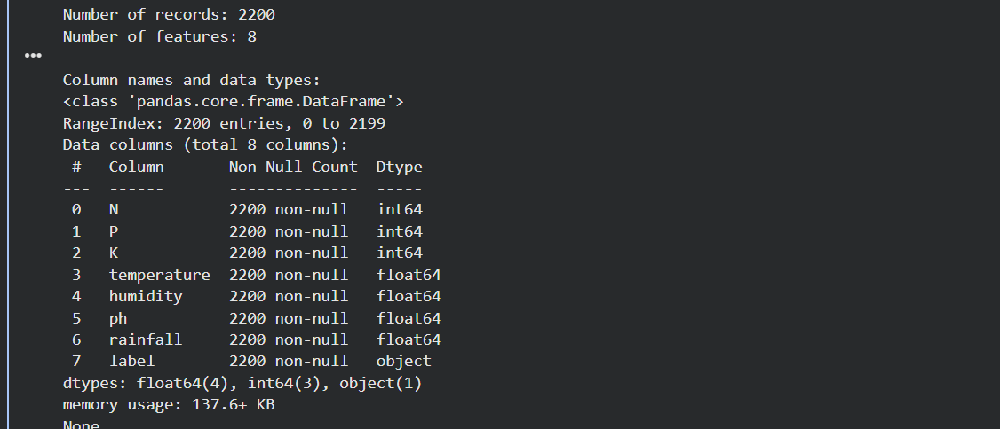 Number of records: 2200
Number of features: 8
•••
Column names and data types:
<class 'pandas.core.frame.DataFrame'>
RangeIndex: 2200 entries, 0 to 2199
Data columns (total 8 columns):
 #   Column       Non-Null Count  Dtype
---  ------       --------------  -----
 0   N            2200 non-null   int64
 1   P            2200 non-null   int64
 2   K            2200 non-null   int64
 3   temperature  2200 non-null   float64
 4   humidity     2200 non-null   float64
 5   ph           2200 non-null   float64
 6   rainfall     2200 non-null   float64
 7   label        2200 non-null   object
dtypes: float64(4), int64(3), object(1)
memory usage: 137.6+ KB
None